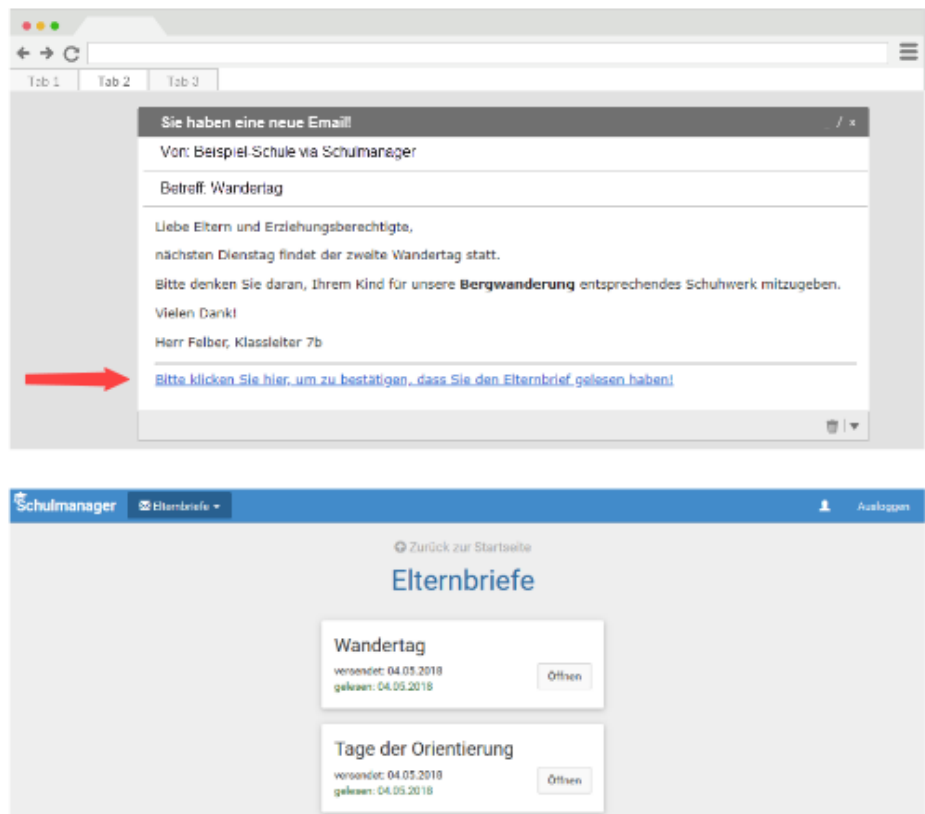 Tab 1 Tab 2 Tab 3
Sie haben eine neue Email!
Von: Beispiel-Schule via Schulmanager
Betreff: Wandertag
Liebe Eltern und Erziehungsberechtigte,
nächsten Dienstag findet der zweite Wandertag statt.
Bitte denken Sie daran, Ihrem Kind für unsere Bergwanderung entsprechendes Schuhwerk mitzugeben.
Vielen Dank!
Herr Felber, Klassleiter 7b
Bitte klicken Sie hier, um zu bestätigen, dass Sie den Elternbrief gelesen haben!
Schulmanager Elternbriefe Ausloggen
Zurück zur Startseite
Elternbriefe
Wandertag
versendet: 04.05.2018
gelesen: 04.05.2018
Öffnen
Tage der Orientierung
versendet: 04.05.2018
gelesen: 04.05.2018
Öffnen